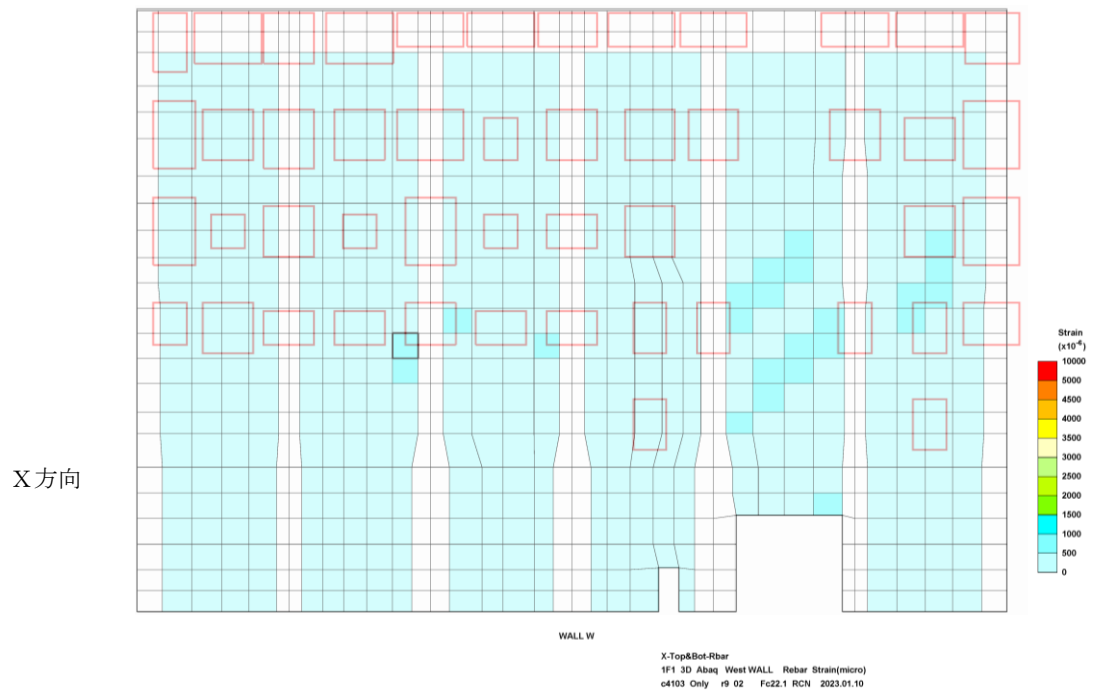 X方向
Strain
(x10⁻⁶)
10000
5000
4500
4000
3500
3000
2500
2000
1500
1000
500
0
WALL W
X-Top&Bot-Rbar
1F1 3D Abaq West WALL Rebar Strain(micro)
c4103 Only r9 02 Fc22.1 RCN 2023.01.10